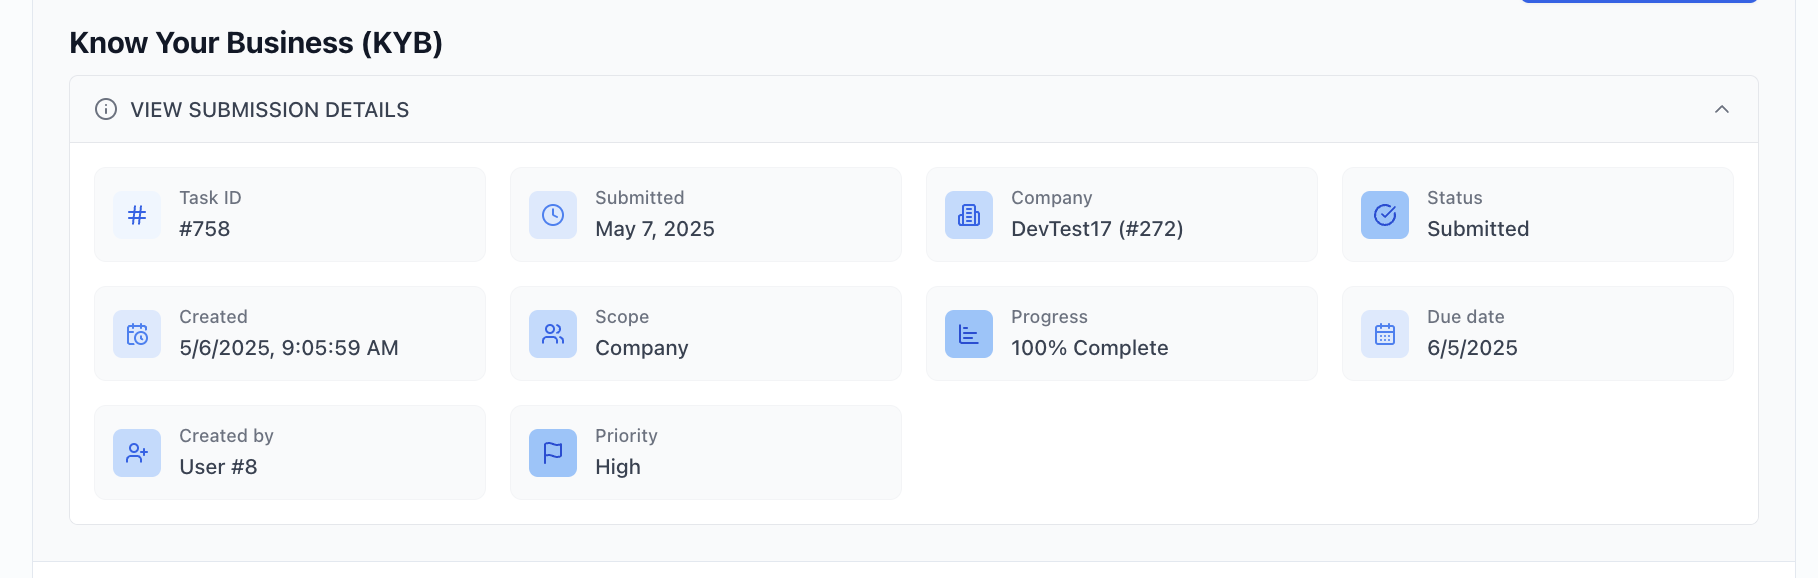 Know Your Business (KYB)
VIEW SUBMISSION DETAILS
Task ID
#758
Submitted
May 7, 2025
Company
DevTest17 (#272)
Status
Submitted
Created
5/6/2025, 9:05:59 AM
Scope
Company
Progress
100% Complete
Due date
6/5/2025
Created by
User #8
Priority
High